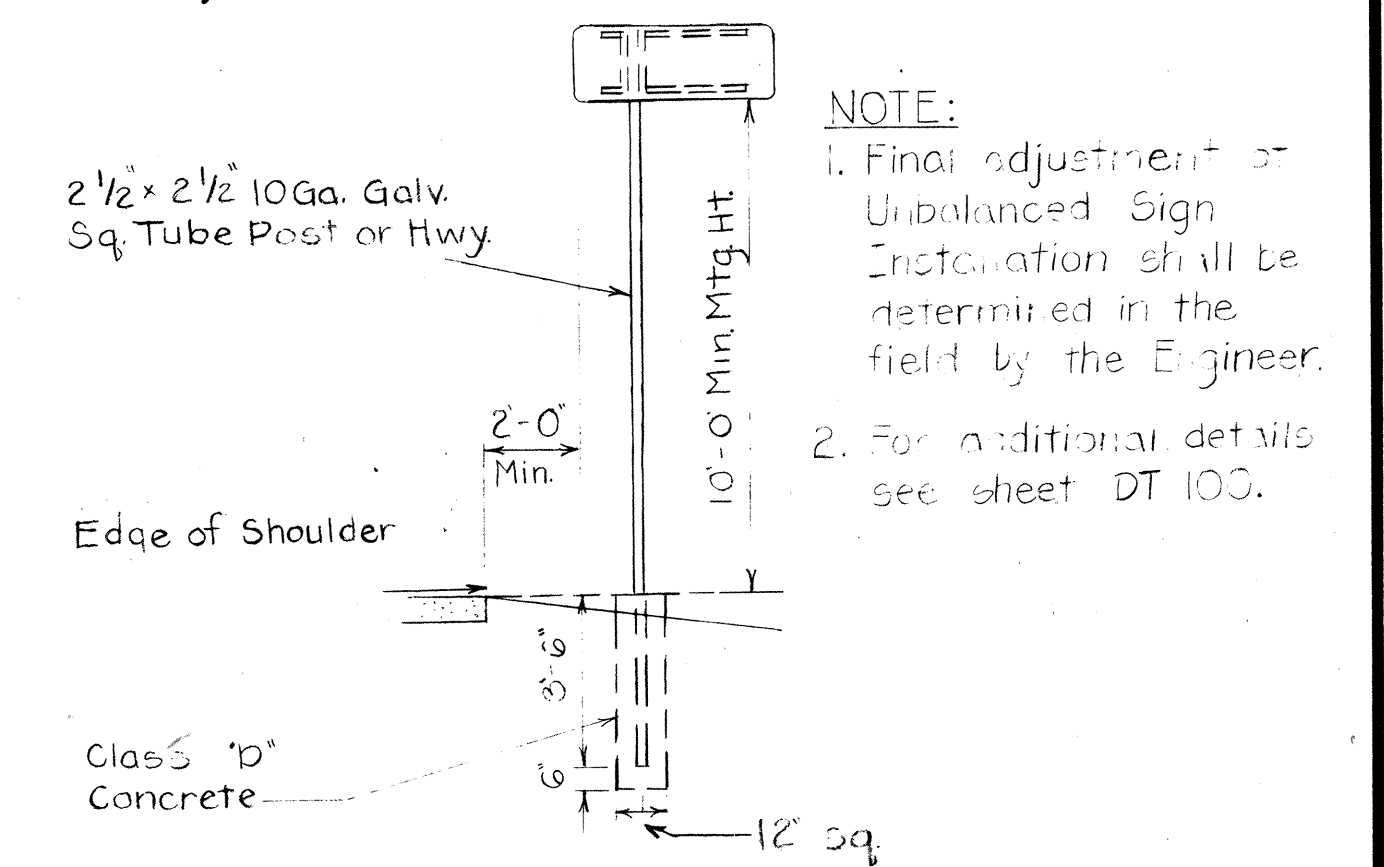 2 1/2" x 2 1/2" 10 Ga. Galv.
Sq. Tube Post or Hwy.
10'-0" Min. Mtg. Ht.
2'-0"
Min.
Edge of Shoulder
3'-6"
6"
Class "D"
Concrete
12" sq.
NOTE:
1. Final adjustment of
Unbalanced Sign
Installation shall be
determined in the
field by the Engineer.
2. For additional details
see sheet DT 100.